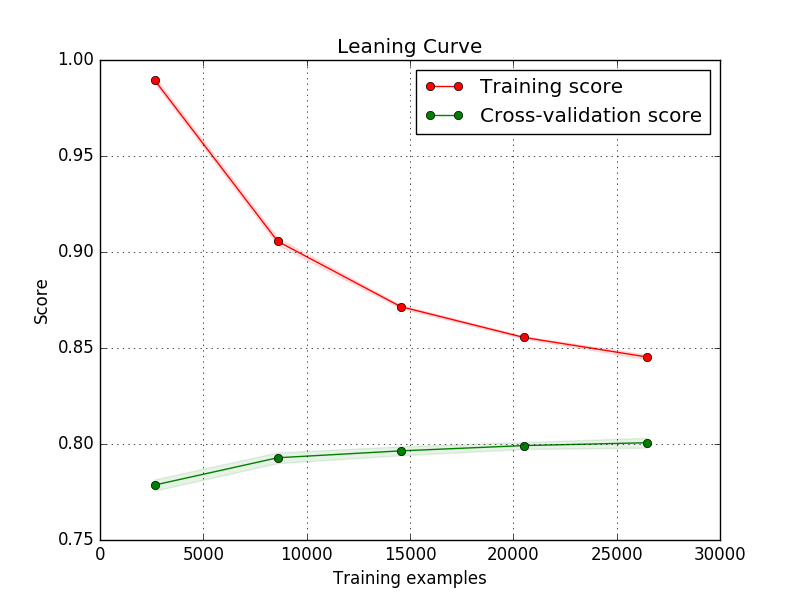 Leaning Curve
Training score
Cross-validation score
Score
1.00
0.95
0.90
0.85
0.80
0.75
0 5000 10000 15000 20000 25000 30000
Training examples